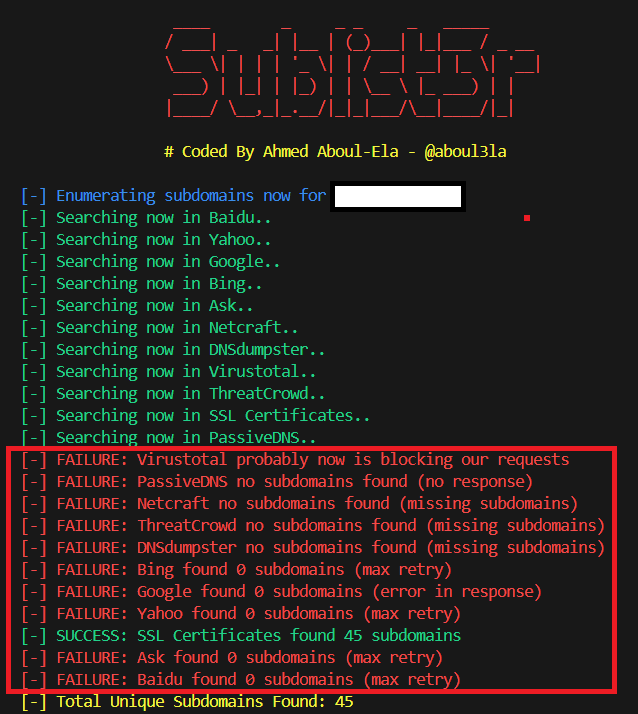 Sublist3r
# Coded By Ahmed Aboul-Ela - @aboul3la
[-] Enumerating subdomains now for
[-] Searching now in Baidu..
[-] Searching now in Yahoo..
[-] Searching now in Google..
[-] Searching now in Bing..
[-] Searching now in Ask..
[-] Searching now in Netcraft..
[-] Searching now in DNSdumpster..
[-] Searching now in Virustotal..
[-] Searching now in ThreatCrowd..
[-] Searching now in SSL Certificates..
[-] Searching now in PassiveDNS..
[-] FAILURE: Virustotal probably now is blocking our requests
[-] FAILURE: PassiveDNS no subdomains found (no response)
[-] FAILURE: Netcraft no subdomains found (missing subdomains)
[-] FAILURE: ThreatCrowd no subdomains found (missing subdomains)
[-] FAILURE: DNSdumpster no subdomains found (missing subdomains)
[-] FAILURE: Bing found 0 subdomains (max retry)
[-] FAILURE: Google found 0 subdomains (error in response)
[-] FAILURE: Yahoo found 0 subdomains (max retry)
[-] SUCCESS: SSL Certificates found 45 subdomains
[-] FAILURE: Ask found 0 subdomains (max retry)
[-] FAILURE: Baidu found 0 subdomains (max retry)
[-] Total Unique Subdomains Found: 45